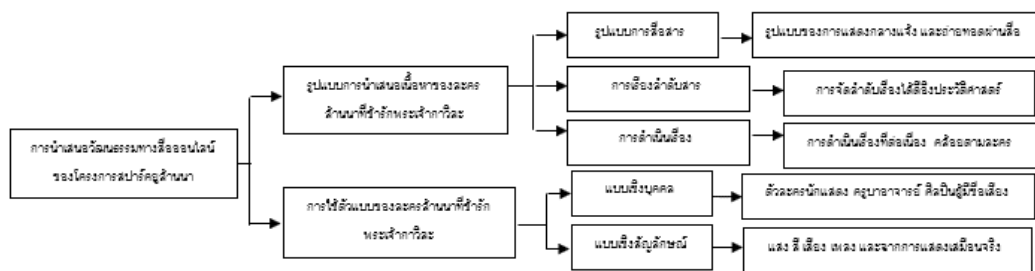 การนำเสนอวัฒนธรรมทางสื่อออนไลน์
ของโครงการสปาร์คอูล้านนา
รูปแบบการนำเสนอเนื้อหาของละคร
ล้านนาที่ข้ารักพระเจ้ากาวิละ
รูปแบบการสื่อสาร
รูปแบบของการแสดงกลางแจ้ง และถ่ายทอดผ่านสื่อ
การเรียงลำดับสาร
การจัดลำดับเรื่องได้ดีอิงประวัติศาสตร์
การดำเนินเรื่อง
การดำเนินเรื่องที่ต่อเนื่อง คล้อยตามละคร
การใช้ตัวแบบของละครล้านนาที่ข้ารัก
พระเจ้ากาวิละ
แบบเชิงบุคคล
ตัวละครนักแสดง ครูบาอาจารย์ ศิลปินผู้มีชื่อเสียง
แบบเชิงสัญลักษณ์
แสง สี เสียง เพลง และฉากการแสดงเสมือนจริง